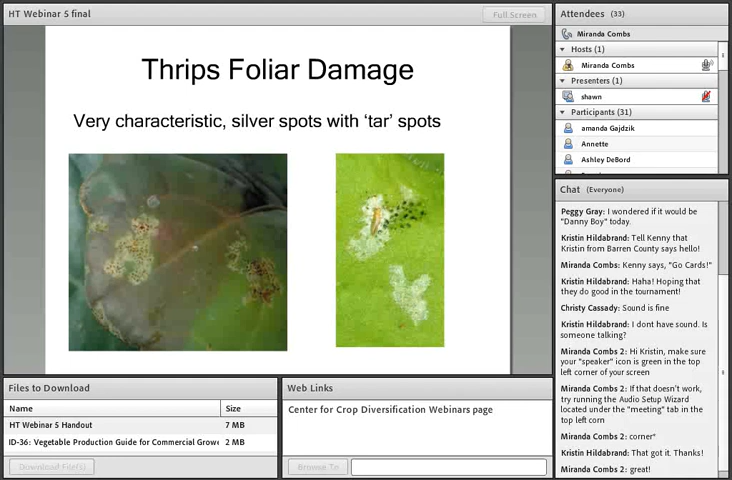 HT Webinar 5 final
Full Screen
Thrips Foliar Damage
Very characteristic, silver spots with 'tar' spots
Files to Download
Name Size
HT Webinar 5 Handout 7 MB
ID-36: Vegetable Production Guide for Commercial Growe 2 MB
Download File(s)
Web Links
Center for Crop Diversification Webinars page
Browse To
Attendees (33)
Miranda Combs
Hosts (1)
Miranda Combs
Presenters (1)
shawn
Participants (31)
amanda Gajdzik
Annette
Ashley DeBord
Chat (Everyone)
Peggy Gray: I wondered if it would be
"Danny Boy" today.
Kristin Hildabrand: Tell Kenny that
Kristin from Barren County says hello!
Miranda Combs: Kenny says, "Go Cards!"
Kristin Hildabrand: Haha! Hoping that
they do good in the tournament!
Christy Cassady: Sound is fine
Kristin Hildabrand: I dont have sound. Is
someone talking?
Miranda Combs 2: Hi Kristin, make sure
your "speaker" icon is green in the top
left corner of your screen
Miranda Combs 2: If that doesn't work,
try running the Audio Setup Wizard
located under the "meeting" tab in the
top left corn
Miranda Combs 2: corner*
Kristin Hildabrand: That got it. Thanks!
Miranda Combs 2: great!